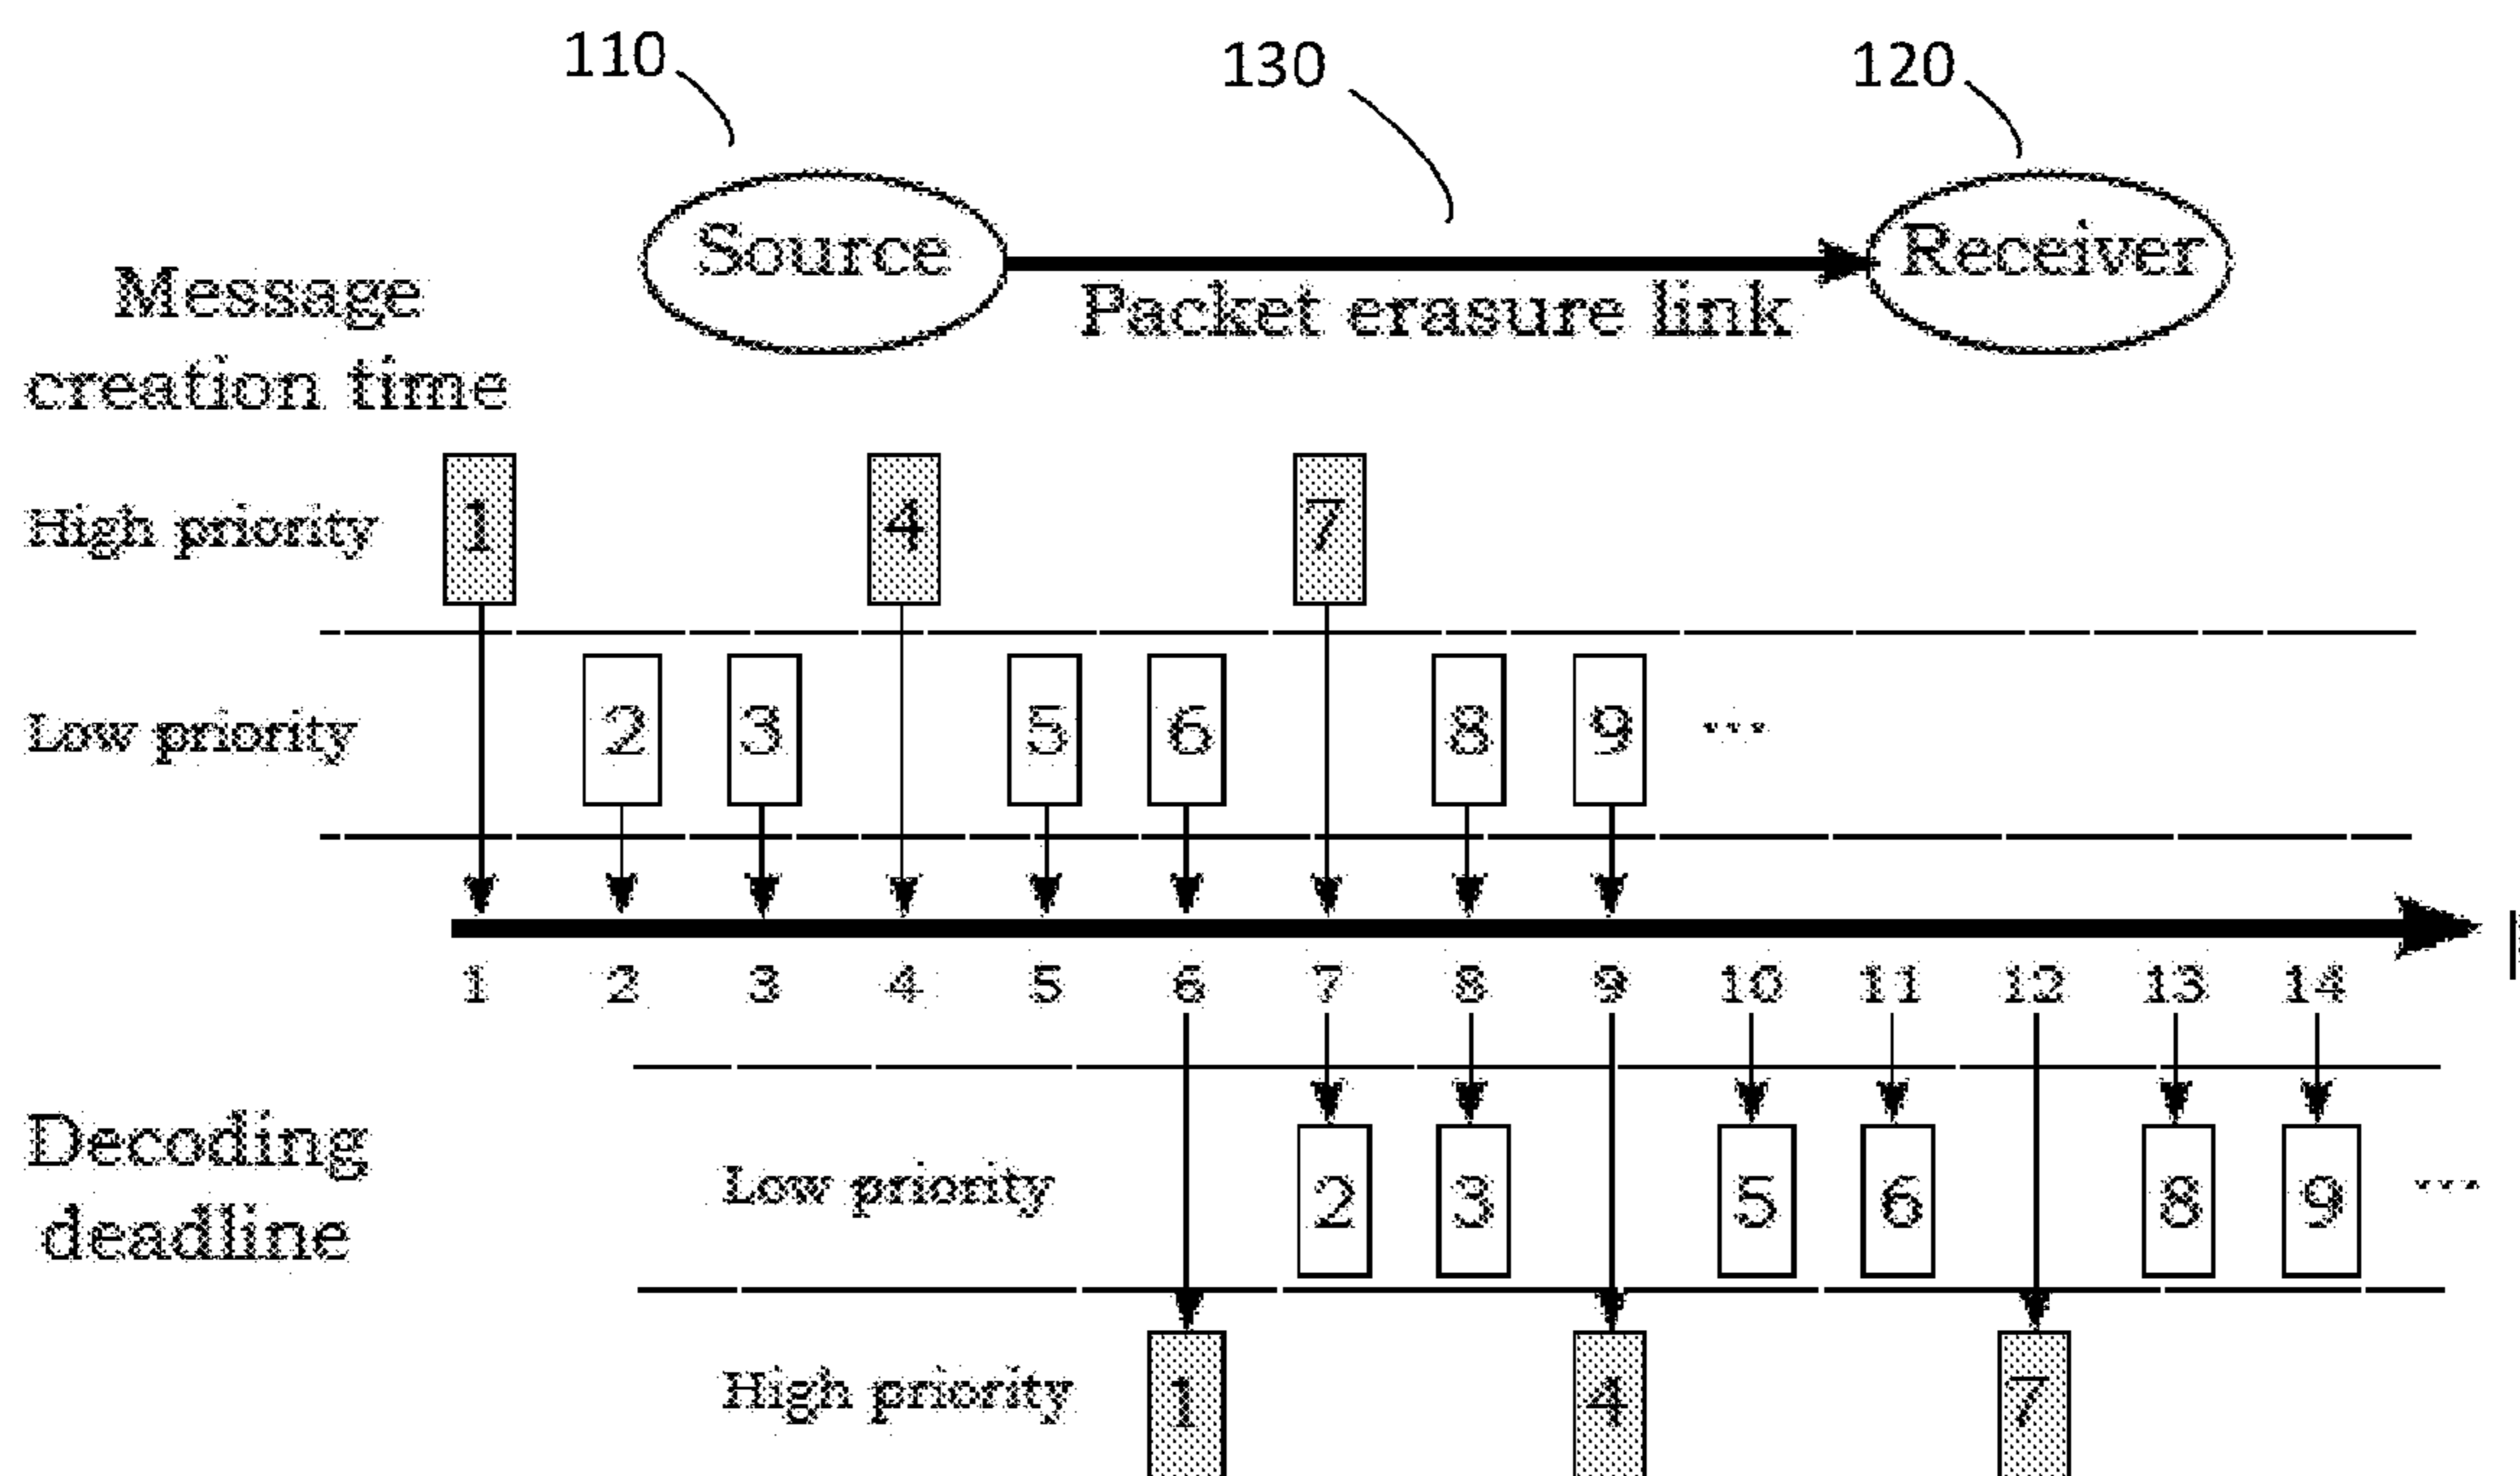 110 130 120
Source Receiver
Message
Packet erasure link
creation time
High priority 1 4 7
Low priority 2 3 5 6 8 9 ...
1 2 3 4 5 6 7 8 9 10 11 12 13 14
Decoding
deadline
Low priority 2 3 5 6 8 9 ...
High priority 1 4 7